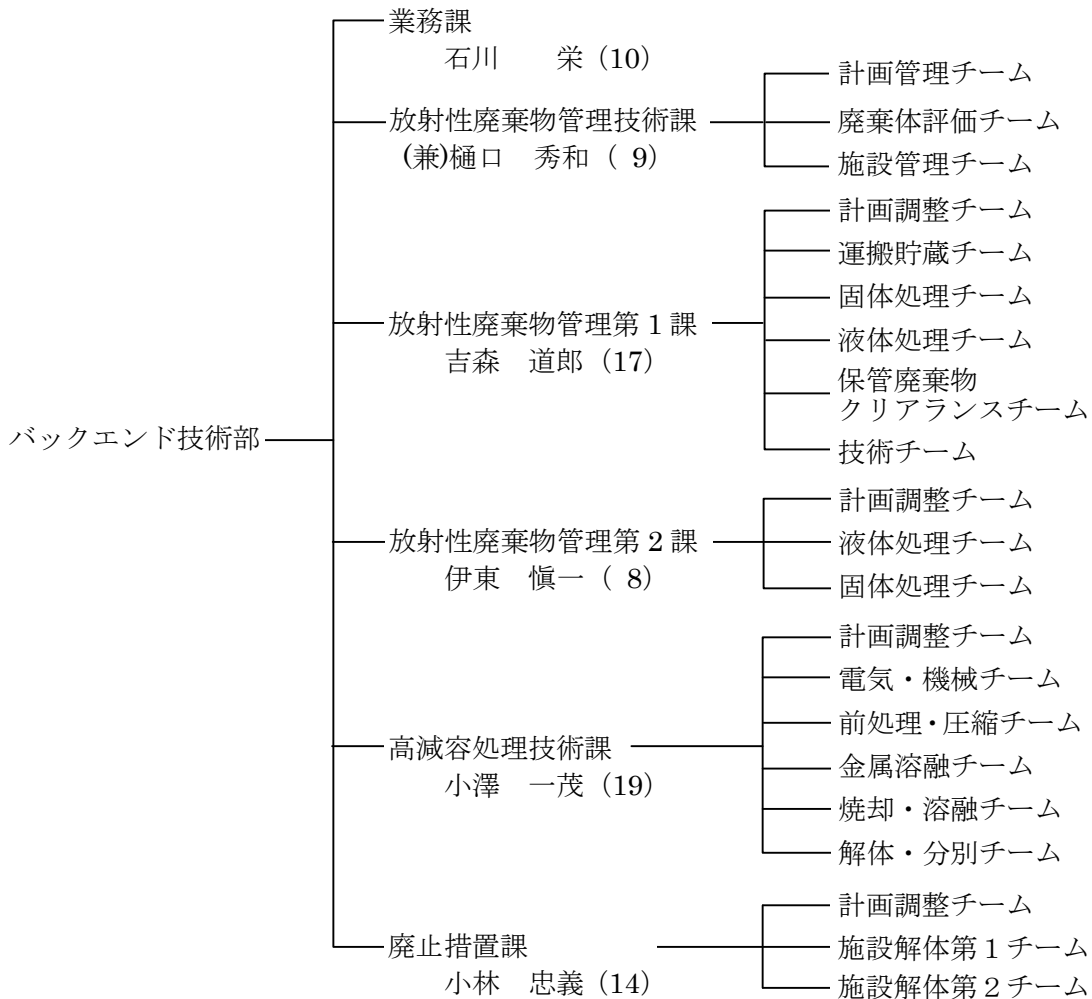 業務課
石川　　栄（10）
放射性廃棄物管理技術課
(兼)樋口　秀和（ 9）
計画管理チーム
廃棄体評価チーム
施設管理チーム
放射性廃棄物管理第１課
吉森　道郎（17）
計画調整チーム
運搬貯蔵チーム
固体処理チーム
液体処理チーム
保管廃棄物
クリアランスチーム
技術チーム
バックエンド技術部
放射性廃棄物管理第２課
伊東　愼一（ 8）
計画調整チーム
液体処理チーム
固体処理チーム
高減容処理技術課
小澤　一茂（19）
計画調整チーム
電気・機械チーム
前処理・圧縮チーム
金属溶融チーム
焼却・溶融チーム
解体・分別チーム
廃止措置課
小林　忠義（14）
計画調整チーム
施設解体第１チーム
施設解体第２チーム